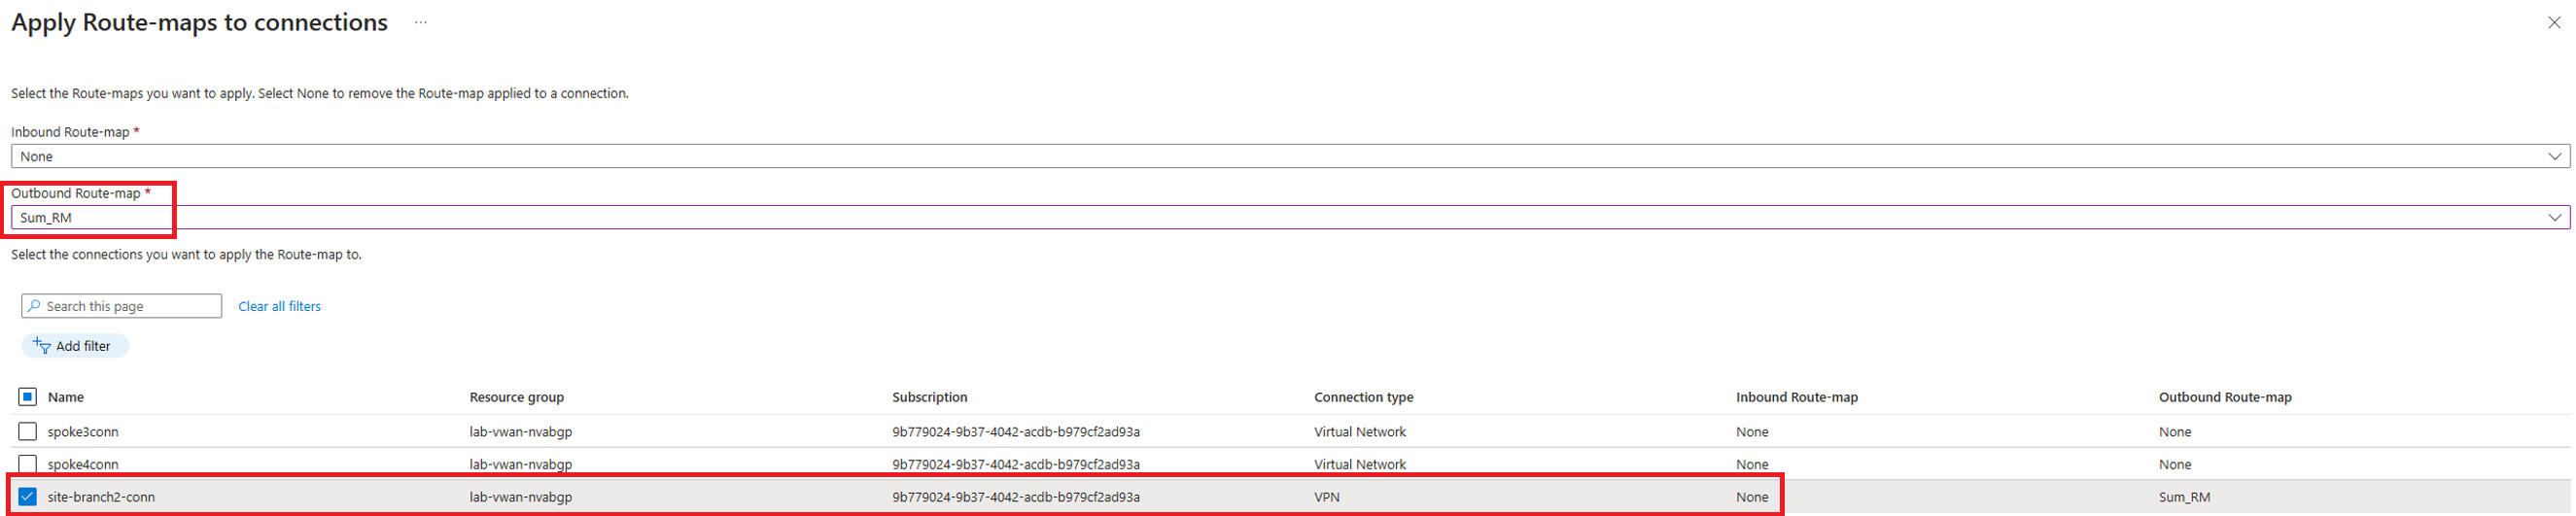 Apply Route-maps to connections ...
Select the Route-maps you want to apply. Select None to remove the Route-map applied to a connection.
Inbound Route-map *
None
Outbound Route-map *
Sum_RM
Select the connections you want to apply the Route-map to.
Search this page Clear all filters
Add filter
Name Resource group Subscription Connection type Inbound Route-map Outbound Route-map
spoke3conn lab-vwan-nvabgp 9b779024-9b37-4042-acdb-b979cf2ad93a Virtual Network None None
spoke4conn lab-vwan-nvabgp 9b779024-9b37-4042-acdb-b979cf2ad93a Virtual Network None None
site-branch2-conn lab-vwan-nvabgp 9b779024-9b37-4042-acdb-b979cf2ad93a VPN None Sum_RM